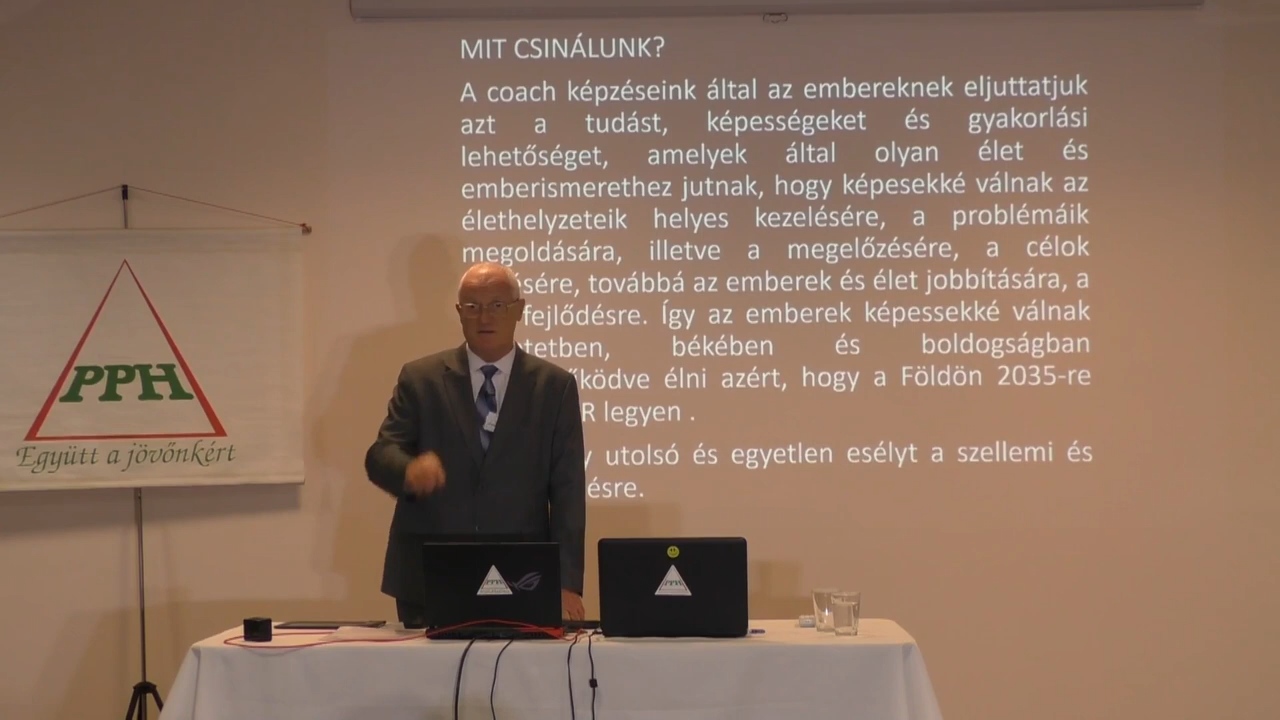 MIT CSINÁLUNK?
A coach képzéseink által az embereknek eljuttatjuk
azt a tudást, képességeket és gyakorlási
lehetőséget, amelyek által olyan élet és
emberismerethez jutnak, hogy képesekké válnak az
élethelyzeteik helyes kezelésére, a problémáik
megoldására, illetve a megelőzésére, a célok
ésére, továbbá az emberek és élet jobbítására, a
fejlődésre. Így az emberek képessekké válnak
tetben, békében és boldogságban
ködve élni azért, hogy a Földön 2035-re
R legyen .
utolsó és egyetlen esélyt a szellemi és
ésre.
PPH
Együtt a jövőnkért
PPH
PPH